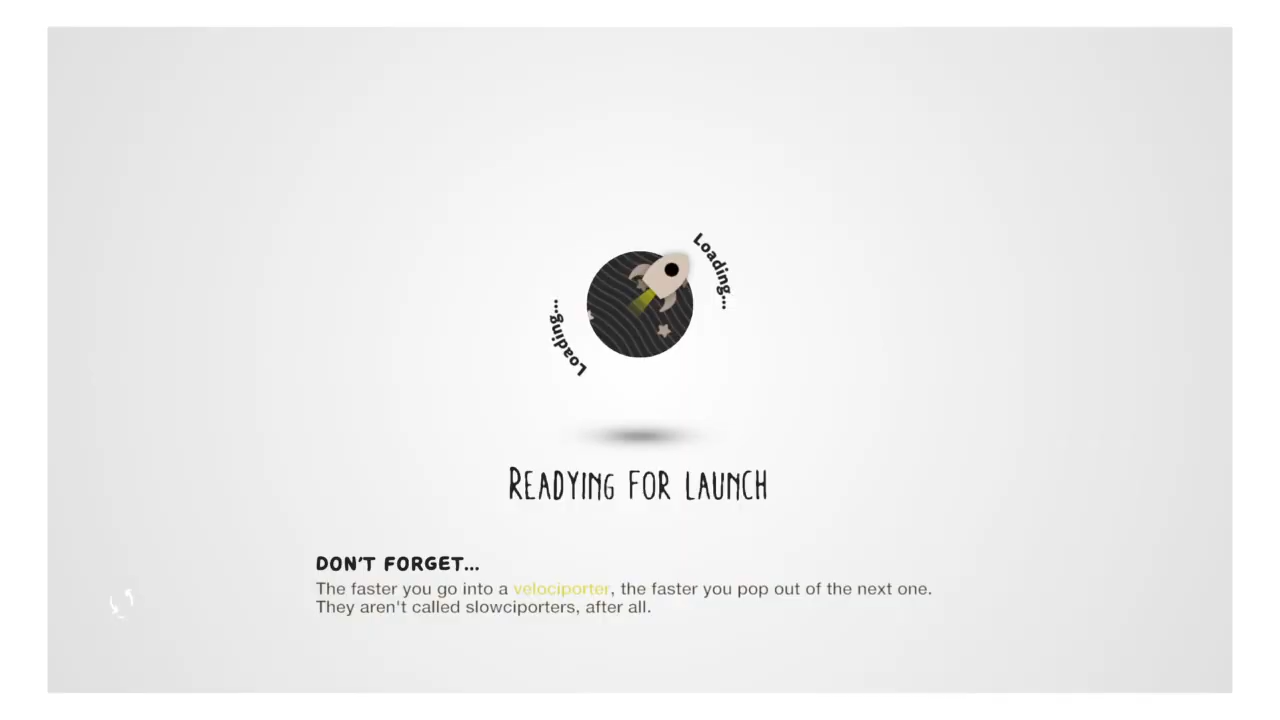 Loading...
Loading...
READYING FOR LAUNCH
DON'T FORGET...
The faster you go into a velociporter, the faster you pop out of the next one.
They aren't called slowciporters, after all.